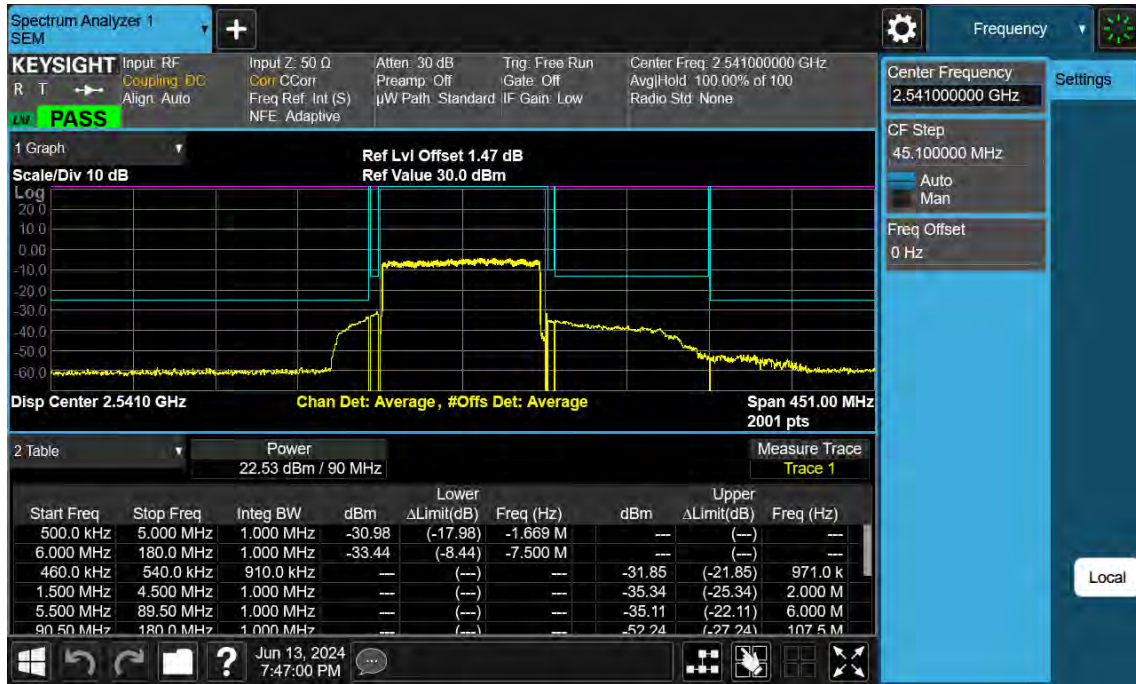 Spectrum Analyzer 1
SEM
Frequency
KEYSIGHT
R T
LXI
PASS
Input: RF
Coupling: DC
Align: Auto
Input Z: 50 Ω
Corr CCorr
Freq Ref: Int (S)
NFE: Adaptive
Atten: 30 dB
Preamp: Off
µW Path: Standard
Trig: Free Run
Gate: Off
IF Gain: Low
Center Freq: 2.541000000 GHz
Avg|Hold: 100.00% of 100
Radio Std: None
Center Frequency
2.541000000 GHz
Settings
CF Step
45.100000 MHz
Auto
Man
Freq Offset
0 Hz
Local
1 Graph
Scale/Div 10 dB
Ref Lvl Offset 1.47 dB
Ref Value 30.0 dBm
Log
20.0
10.0
0.00
-10.0
-20.0
-30.0
-40.0
-50.0
-60.0
Disp Center 2.5410 GHz
Chan Det: Average, #Offs Det: Average
Span 451.00 MHz
2001 pts
2 Table
Power
22.53 dBm / 90 MHz
Measure Trace
Trace 1
Lower Upper
Start Freq Stop Freq Integ BW dBm ΔLimit(dB) Freq (Hz) dBm ΔLimit(dB) Freq (Hz)
500.0 kHz 5.000 MHz 1.000 MHz -30.98 (-17.98) -1.669 M --- (---) ---
6.000 MHz 180.0 MHz 1.000 MHz -33.44 (-8.44) -7.500 M --- (---) ---
460.0 kHz 540.0 kHz 910.0 kHz --- (---) --- -31.85 (-21.85) 971.0 k
1.500 MHz 4.500 MHz 1.000 MHz --- (---) --- -35.34 (-25.34) 2.000 M
5.500 MHz 89.50 MHz 1.000 MHz --- (---) --- -35.11 (-22.11) 6.000 M
90.50 MHz 180.0 MHz 1.000 MHz --- (---) --- -52.24 (-27.24) 107.5 M
?
Jun 13, 2024
7:47:00 PM